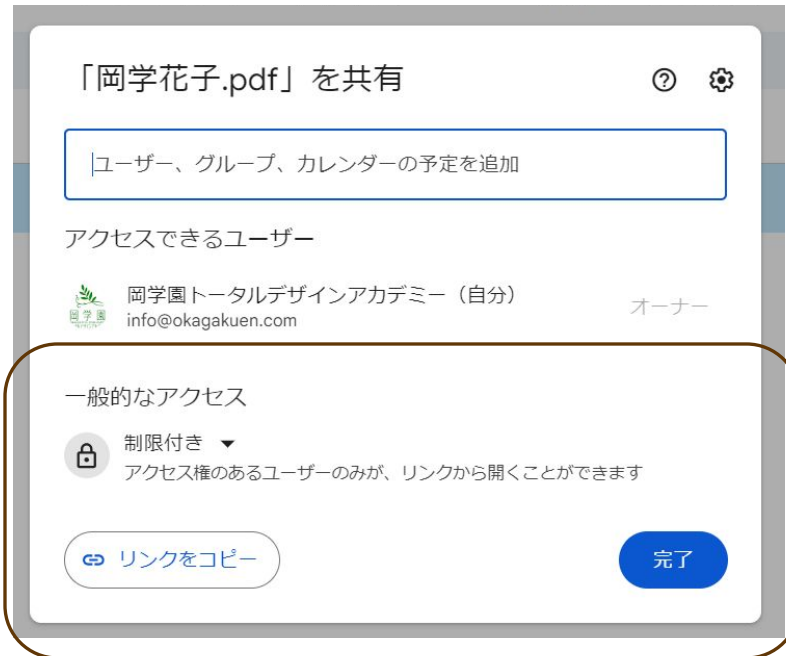 「岡学花子.pdf」を共有
ユーザー、グループ、カレンダーの予定を追加
アクセスできるユーザー
岡学園トータルデザインアカデミー（自分）
オーナー
岡学園
info@okagakuen.com
一般的なアクセス
制限付き
アクセス権のあるユーザーのみが、リンクから開くことができます
リンクをコピー
完了